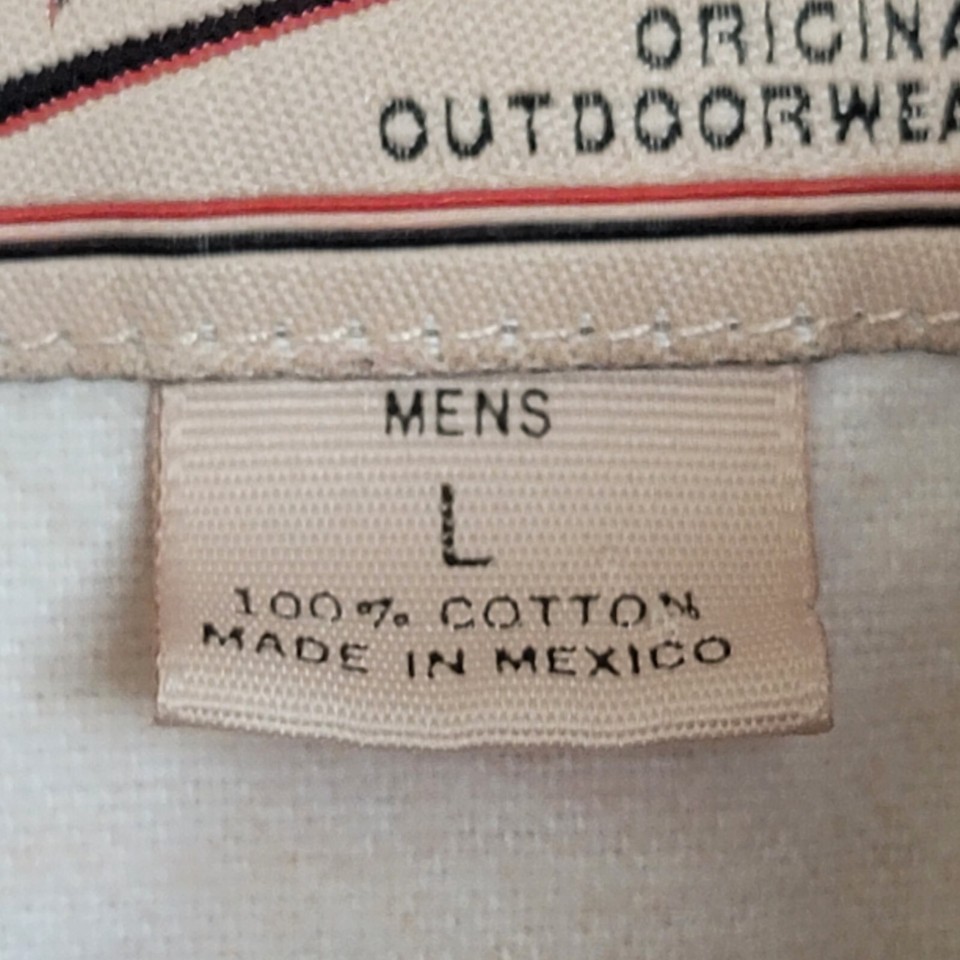 ORIGINA
OUTDOORWEA
MENS
L
100% COTTON
MADE IN MEXICO